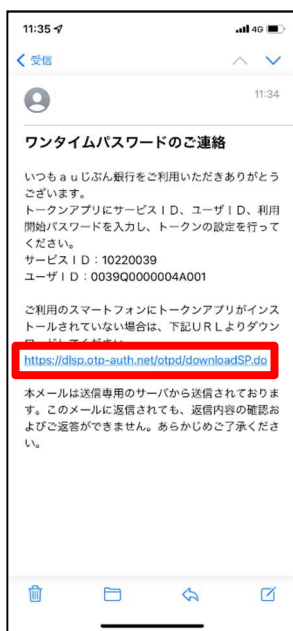 11:35
4G
受信
11:34
ワンタイムパスワードのご連絡
いつもauじぶん銀行をご利用いただきありがとう
ございます。
トークンアプリにサービスID、ユーザID、利用
開始パスワードを入力し、トークンの設定を行って
ください。
サービスID:10220039
ユーザID:0039Q0000004A001
ご利用のスマートフォンにトークンアプリがインス
トールされていない場合は、下記URLよりダウン
https://dlsp.otp-auth.net/otpd/downloadSP.do
本メールは送信専用のサーバから送信されておりま
す。このメールに返信されても、返信内容の確認お
よびご返答ができません。あらかじめご了承くださ
い。